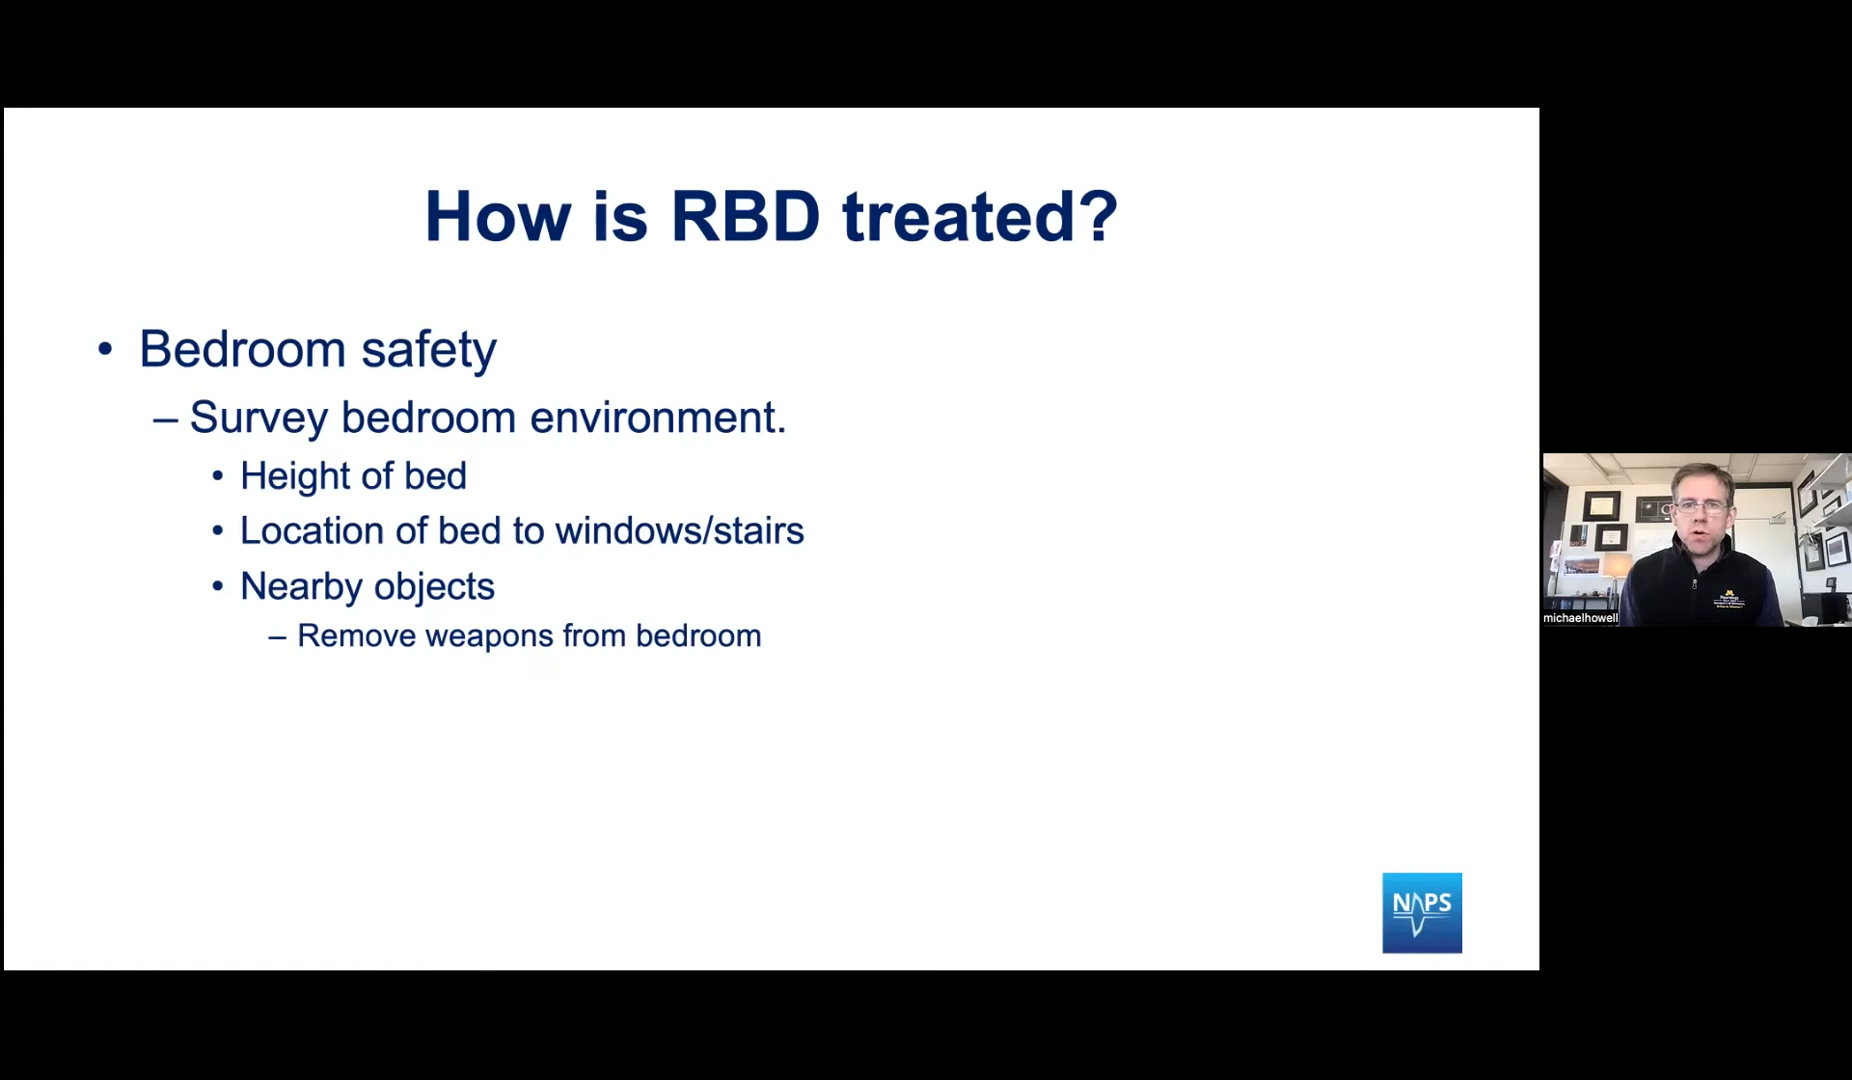 How is RBD treated?
• Bedroom safety
– Survey bedroom environment.
• Height of bed
• Location of bed to windows/stairs
• Nearby objects
– Remove weapons from bedroom
michaelhowell
NAPS